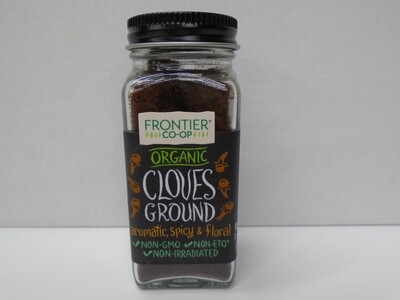 FRONTIER®
CO-OP
ORGANIC
CLOVES
GROUND
aromatic, spicy & floral
✓NON-GMO ✓NON-ETO*
✓NON-IRRADIATED